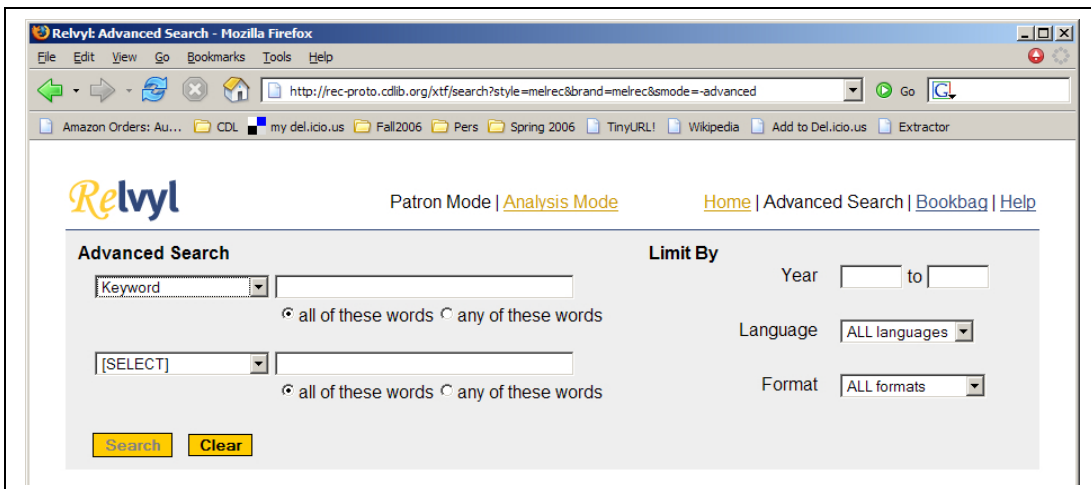 Relvyl: Advanced Search - Mozilla Firefox
File Edit View Go Bookmarks Tools Help
http://rec-proto.cdlib.org/xtf/search?style=melrec&brand=melrec&smode=-advanced Go G
Amazon Orders: Au... CDL my del.icio.us Fall2006 Pers Spring 2006 TinyURL! Wikipedia Add to Del.icio.us Extractor
Relvyl Patron Mode | Analysis Mode Home | Advanced Search | Bookbag | Help
Advanced Search Limit By
Keyword Year to
all of these words any of these words
Language ALL languages
[SELECT]
all of these words any of these words
Format ALL formats
Search Clear